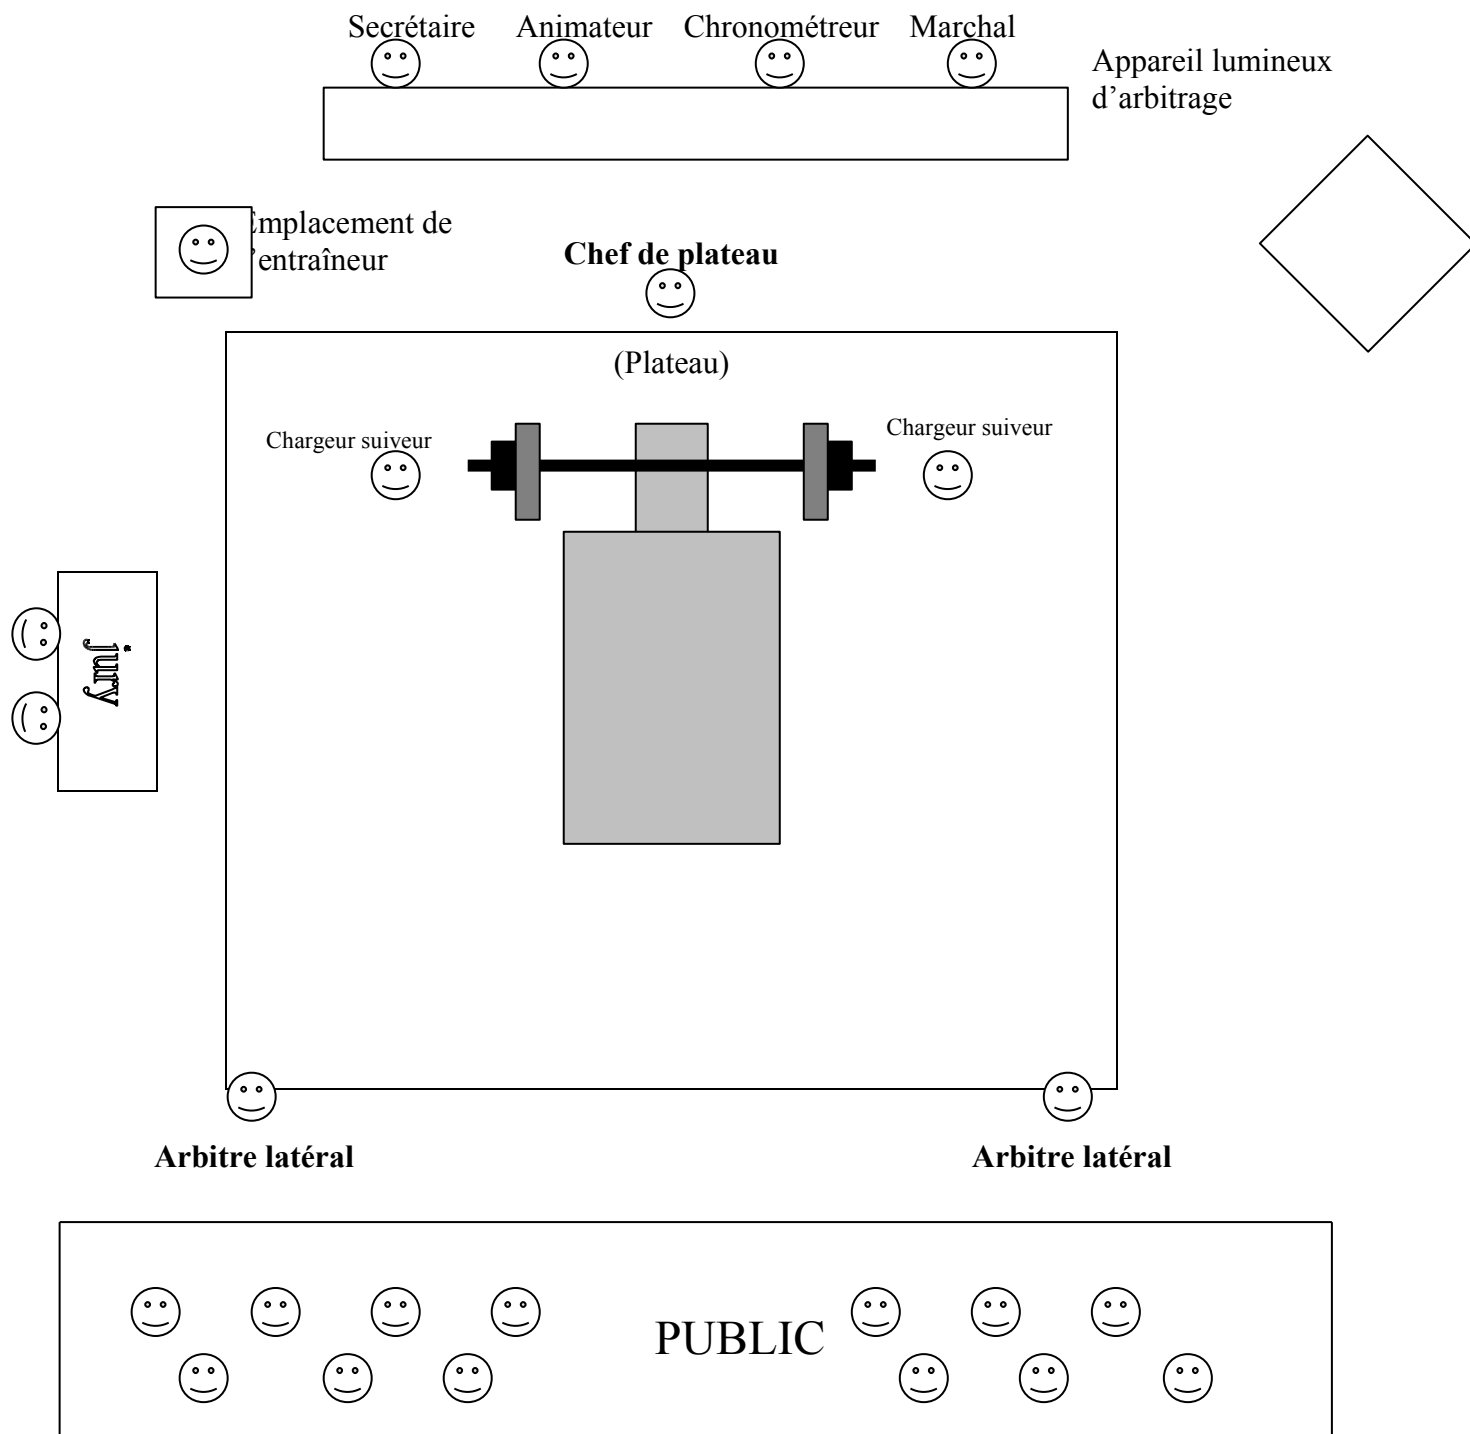 Secrétaire Animateur Chronométreur Marchal
Appareil lumineux
d’arbitrage
Emplacement de
l’entraîneur
Chef de plateau
(Plateau)
Chargeur suiveur
Chargeur suiveur
jury
Arbitre latéral
Arbitre latéral
PUBLIC